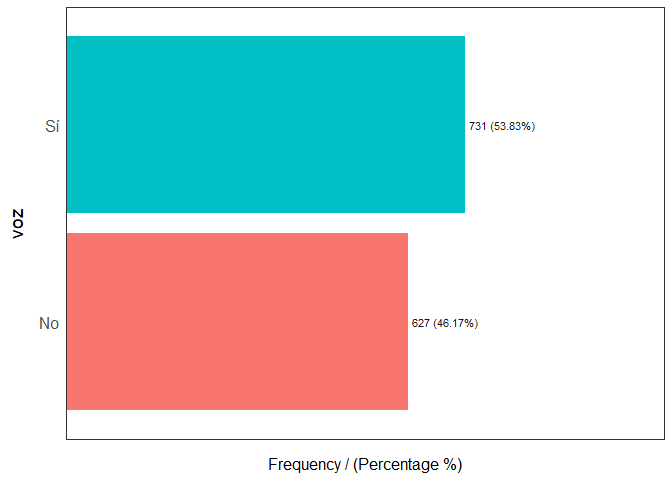 voz
Sí
731 (53.83%)
No
627 (46.17%)
Frequency / (Percentage %)